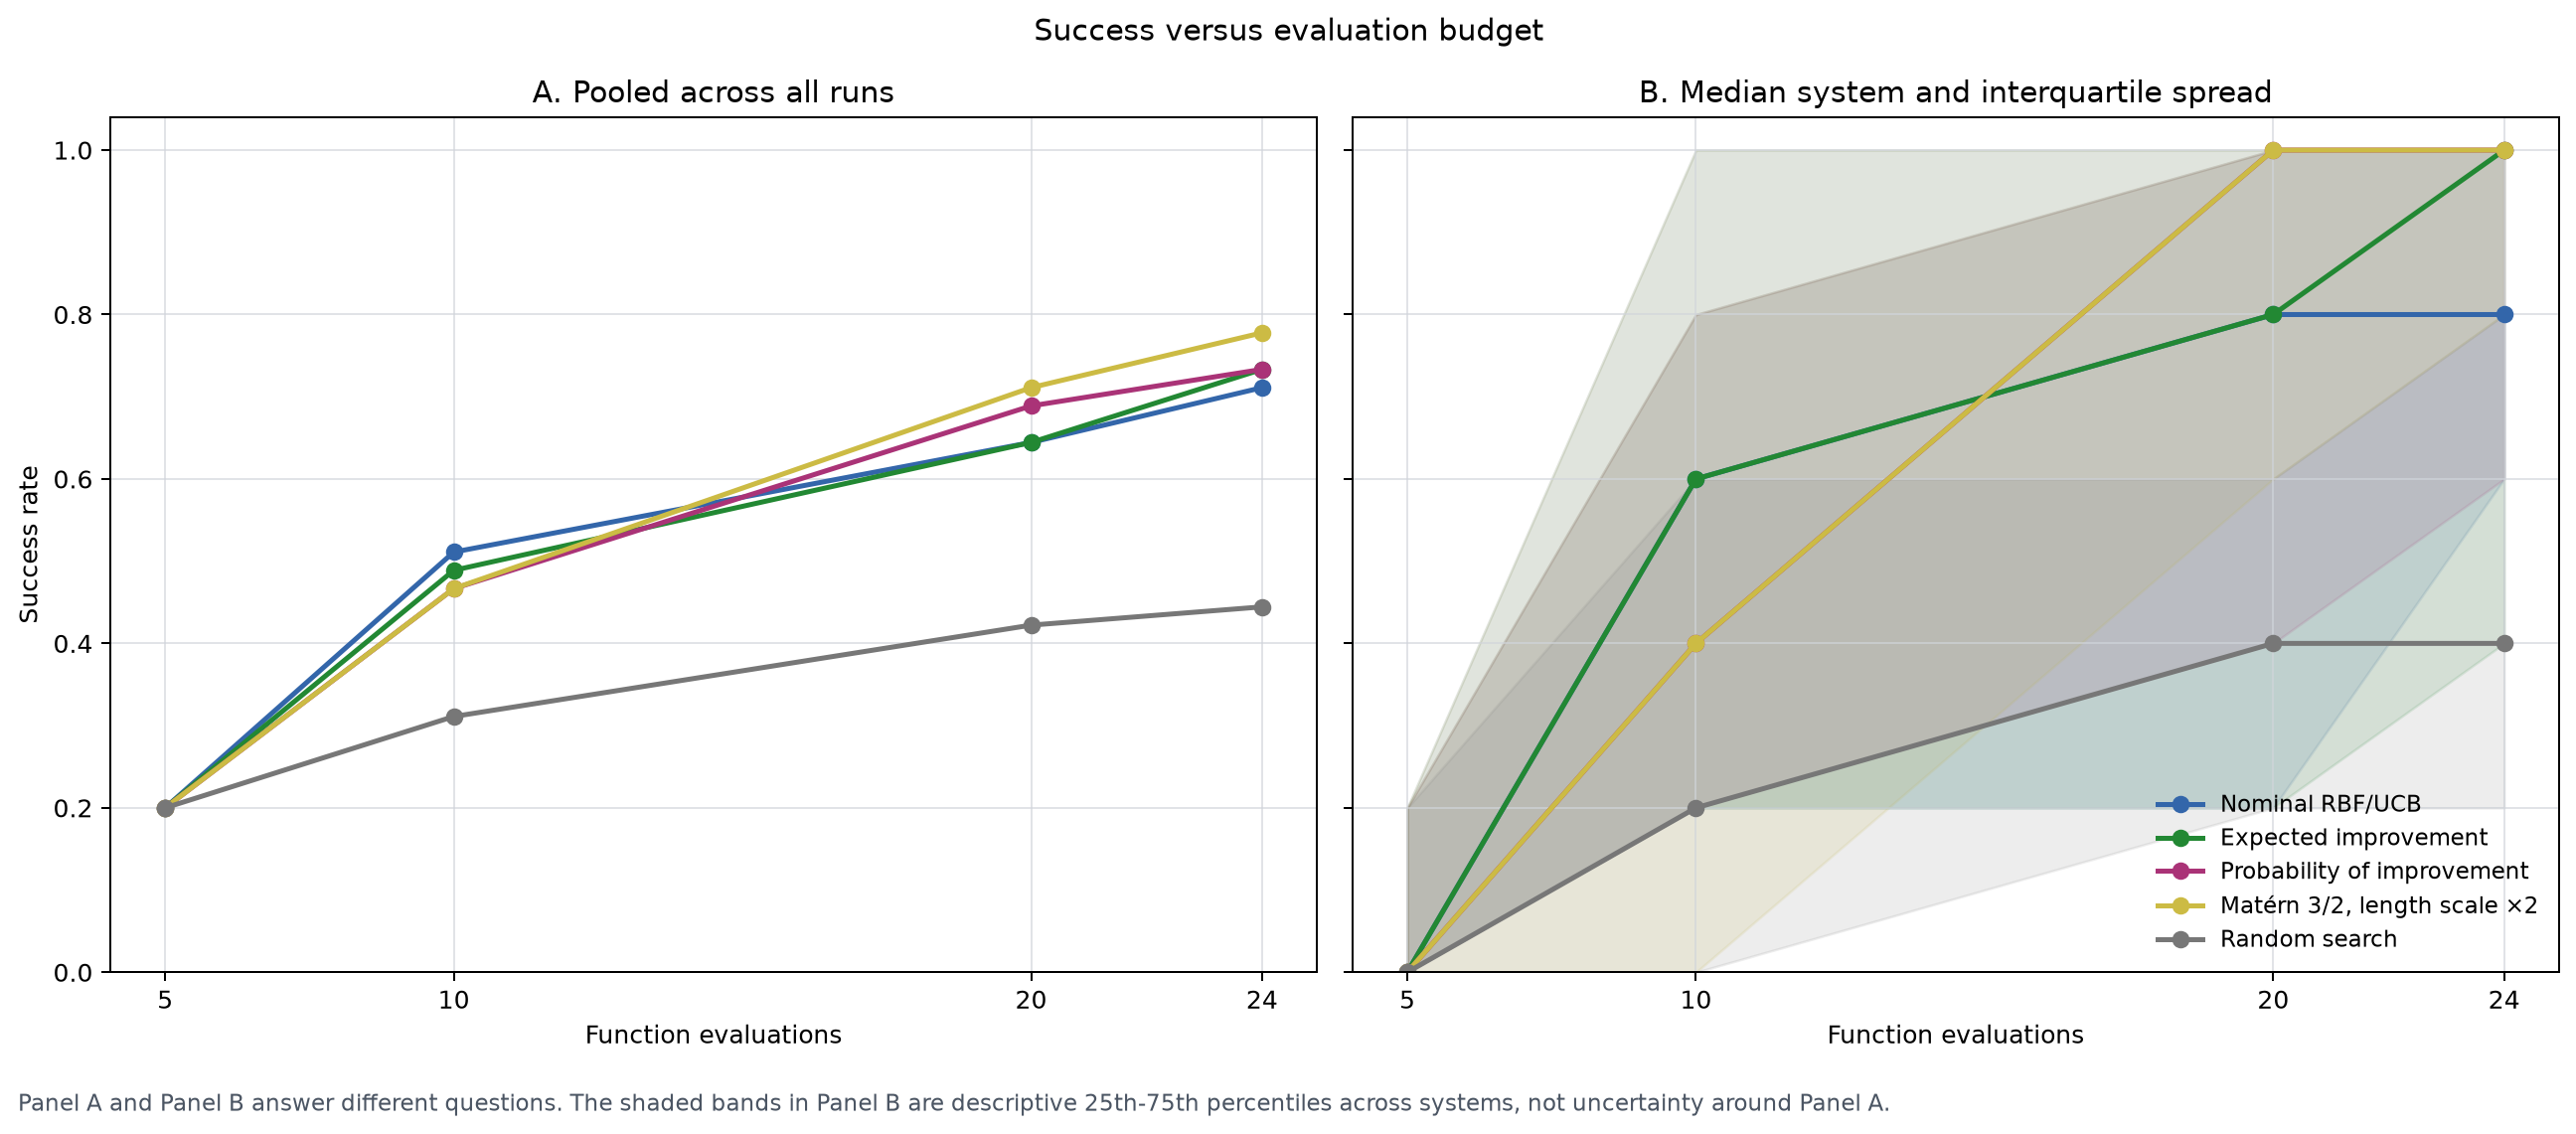 Success versus evaluation budget
A. Pooled across all runs
Success rate
1.0
0.8
0.6
0.4
0.2
0.0
5 10 20 24
Function evaluations
B. Median system and interquartile spread
Nominal RBF/UCB
Expected improvement
Probability of improvement
Matérn 3/2, length scale ×2
Random search
5 10 20 24
Function evaluations
Panel A and Panel B answer different questions. The shaded bands in Panel B are descriptive 25th-75th percentiles across systems, not uncertainty around Panel A.